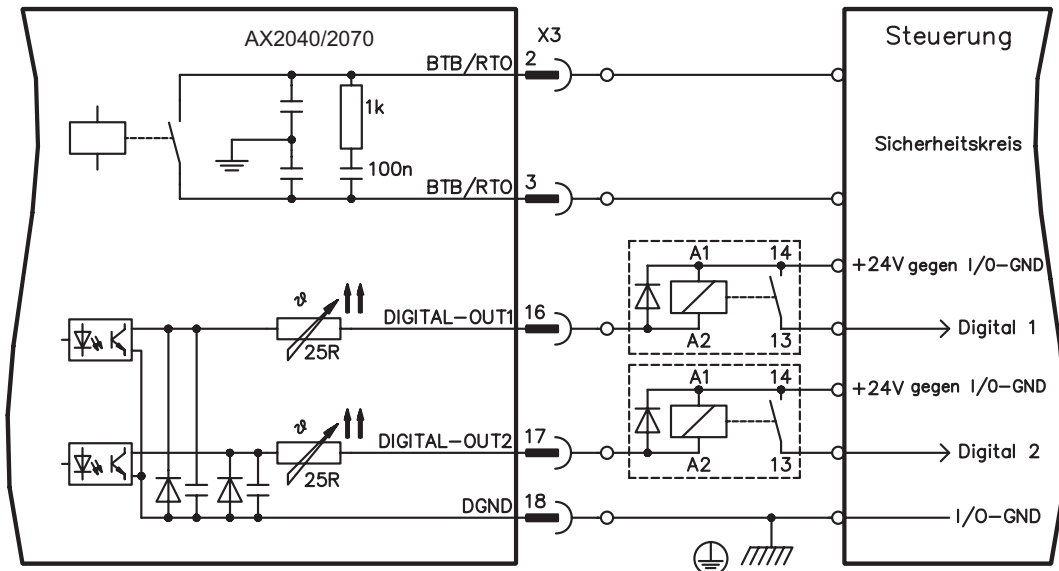 AX2040/2070
X3
Steuerung
BTB/RTO
2
1k
Sicherheitskreis
100n
BTB/RTO
3
A1
14
+24V gegen I/O-GND
ϑ
DIGITAL-OUT1
16
25R
A2
13
Digital 1
A1
14
+24V gegen I/O-GND
ϑ
DIGITAL-OUT2
17
25R
A2
13
Digital 2
DGND
18
I/O-GND